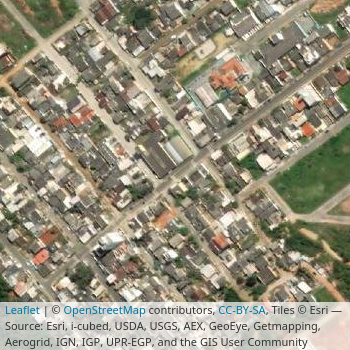 Leaflet | © OpenStreetMap contributors, CC-BY-SA, Tiles © Esri —
Source: Esri, i-cubed, USDA, USGS, AEX, GeoEye, Getmapping,
Aerogrid, IGN, IGP, UPR-EGP, and the GIS User Community